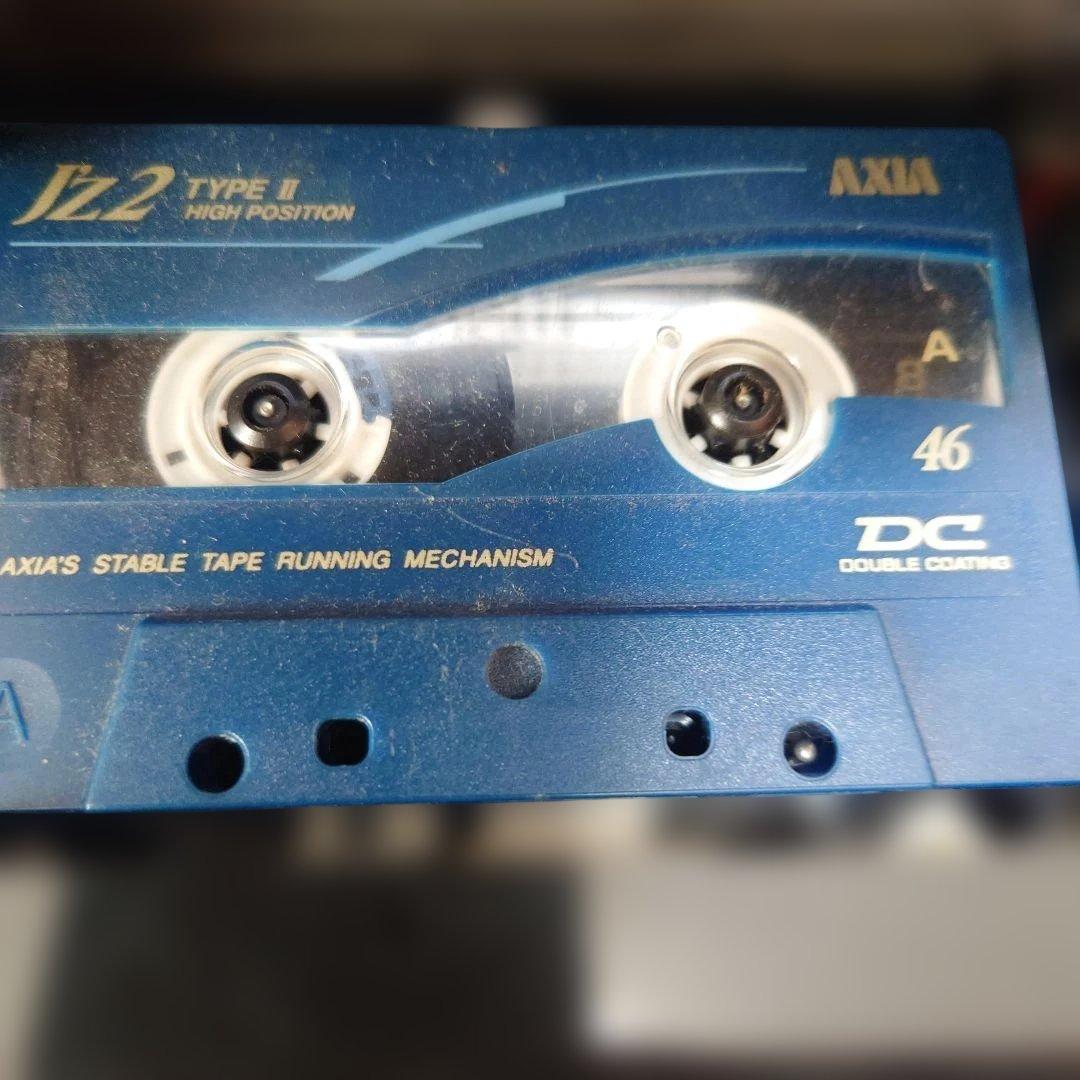 J'Z2 TYPE II
HIGH POSITION
AXIA
A
B
46
AXIA'S STABLE TAPE RUNNING MECHANISM
DC
DOUBLE COATING
A